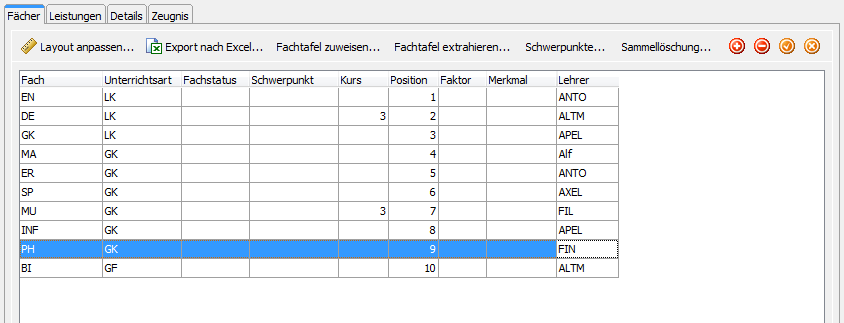 Fächer Leistungen Details Zeugnis
Layout anpassen... Export nach Excel... Fachtafel zuweisen... Fachtafel extrahieren... Schwerpunkte... Sammellöschung...
Fach Unterrichtsart Fachstatus Schwerpunkt Kurs Position Faktor Merkmal Lehrer
EN LK 1 ANTO
DE LK 3 2 ALTM
GK LK 3 APEL
MA GK 4 Alf
ER GK 5 ANTO
SP GK 6 AXEL
MU GK 3 7 FIL
INF GK 8 APEL
PH GK 9 FIN
BI GF 10 ALTM